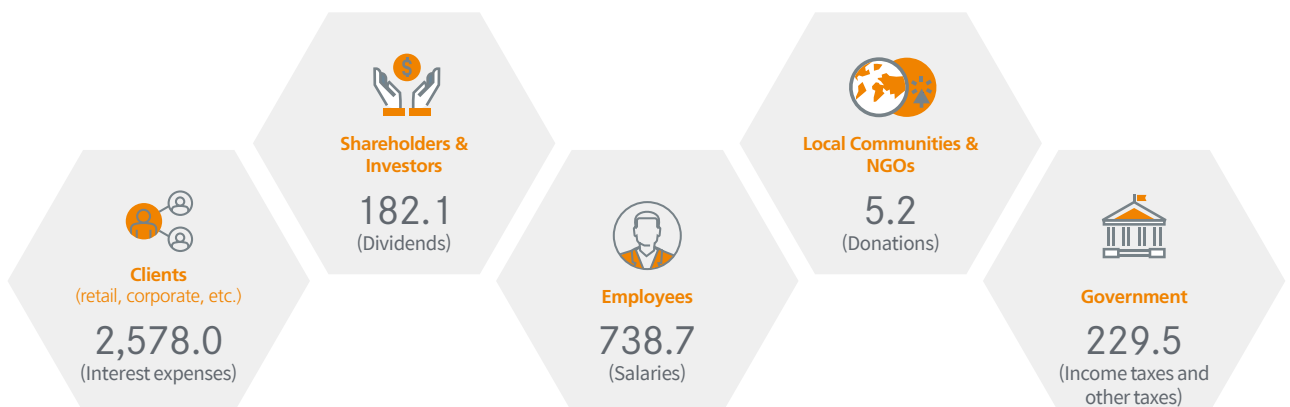 Clients
(retail, corporate, etc.)
2,578.0
(Interest expenses)
Shareholders &
Investors
182.1
(Dividends)
Employees
738.7
(Salaries)
Local Communities &
NGOs
5.2
(Donations)
Government
229.5
(Income taxes and
other taxes)